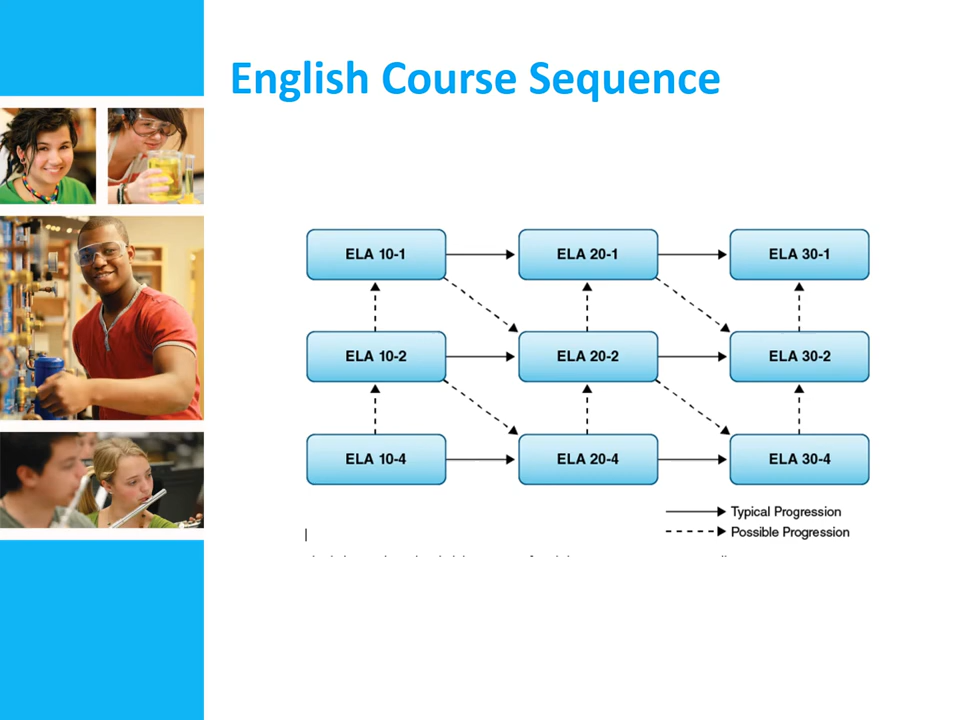 English Course Sequence
ELA 10-1
ELA 20-1
ELA 30-1
ELA 10-2
ELA 20-2
ELA 30-2
ELA 10-4
ELA 20-4
ELA 30-4
Typical Progression
Possible Progression